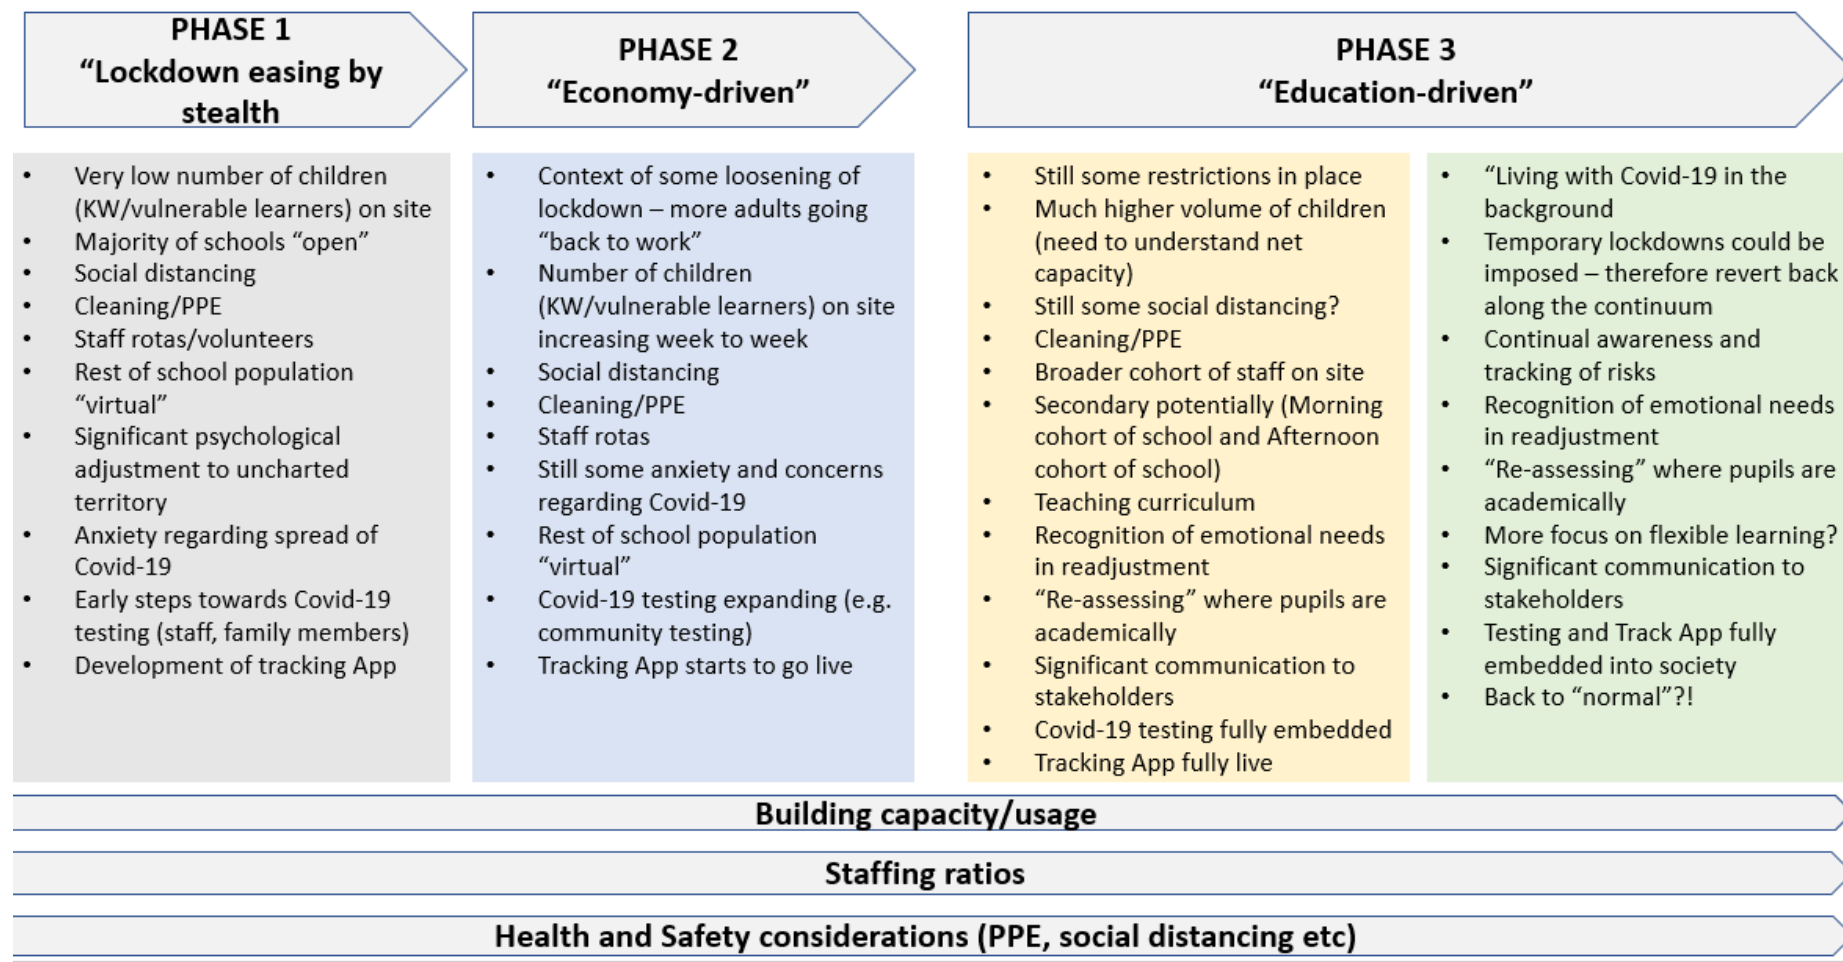 PHASE 1
“Lockdown easing by
stealth
PHASE 2
“Economy-driven”
PHASE 3
“Education-driven”
• Very low number of children
(KW/vulnerable learners) on site
• Majority of schools “open”
• Social distancing
• Cleaning/PPE
• Staff rotas/volunteers
• Rest of school population
“virtual”
• Significant psychological
adjustment to uncharted
territory
• Anxiety regarding spread of
Covid-19
• Early steps towards Covid-19
testing (staff, family members)
• Development of tracking App
• Context of some loosening of
lockdown – more adults going
“back to work”
• Number of children
(KW/vulnerable learners) on site
increasing week to week
• Social distancing
• Cleaning/PPE
• Staff rotas
• Still some anxiety and concerns
regarding Covid-19
• Rest of school population
“virtual”
• Covid-19 testing expanding (e.g.
community testing)
• Tracking App starts to go live
• Still some restrictions in place
• Much higher volume of children
(need to understand net
capacity)
• Still some social distancing?
• Cleaning/PPE
• Broader cohort of staff on site
• Secondary potentially (Morning
cohort of school and Afternoon
cohort of school)
• Teaching curriculum
• Recognition of emotional needs
in readjustment
• “Re-assessing” where pupils are
academically
• Significant communication to
stakeholders
• Covid-19 testing fully embedded
• Tracking App fully live
• “Living with Covid-19 in the
background
• Temporary lockdowns could be
imposed – therefore revert back
along the continuum
• Continual awareness and
tracking of risks
• Recognition of emotional needs
in readjustment
• “Re-assessing” where pupils are
academically
• More focus on flexible learning?
• Significant communication to
stakeholders
• Testing and Track App fully
embedded into society
• Back to “normal”?!
Building capacity/usage
Staffing ratios
Health and Safety considerations (PPE, social distancing etc)